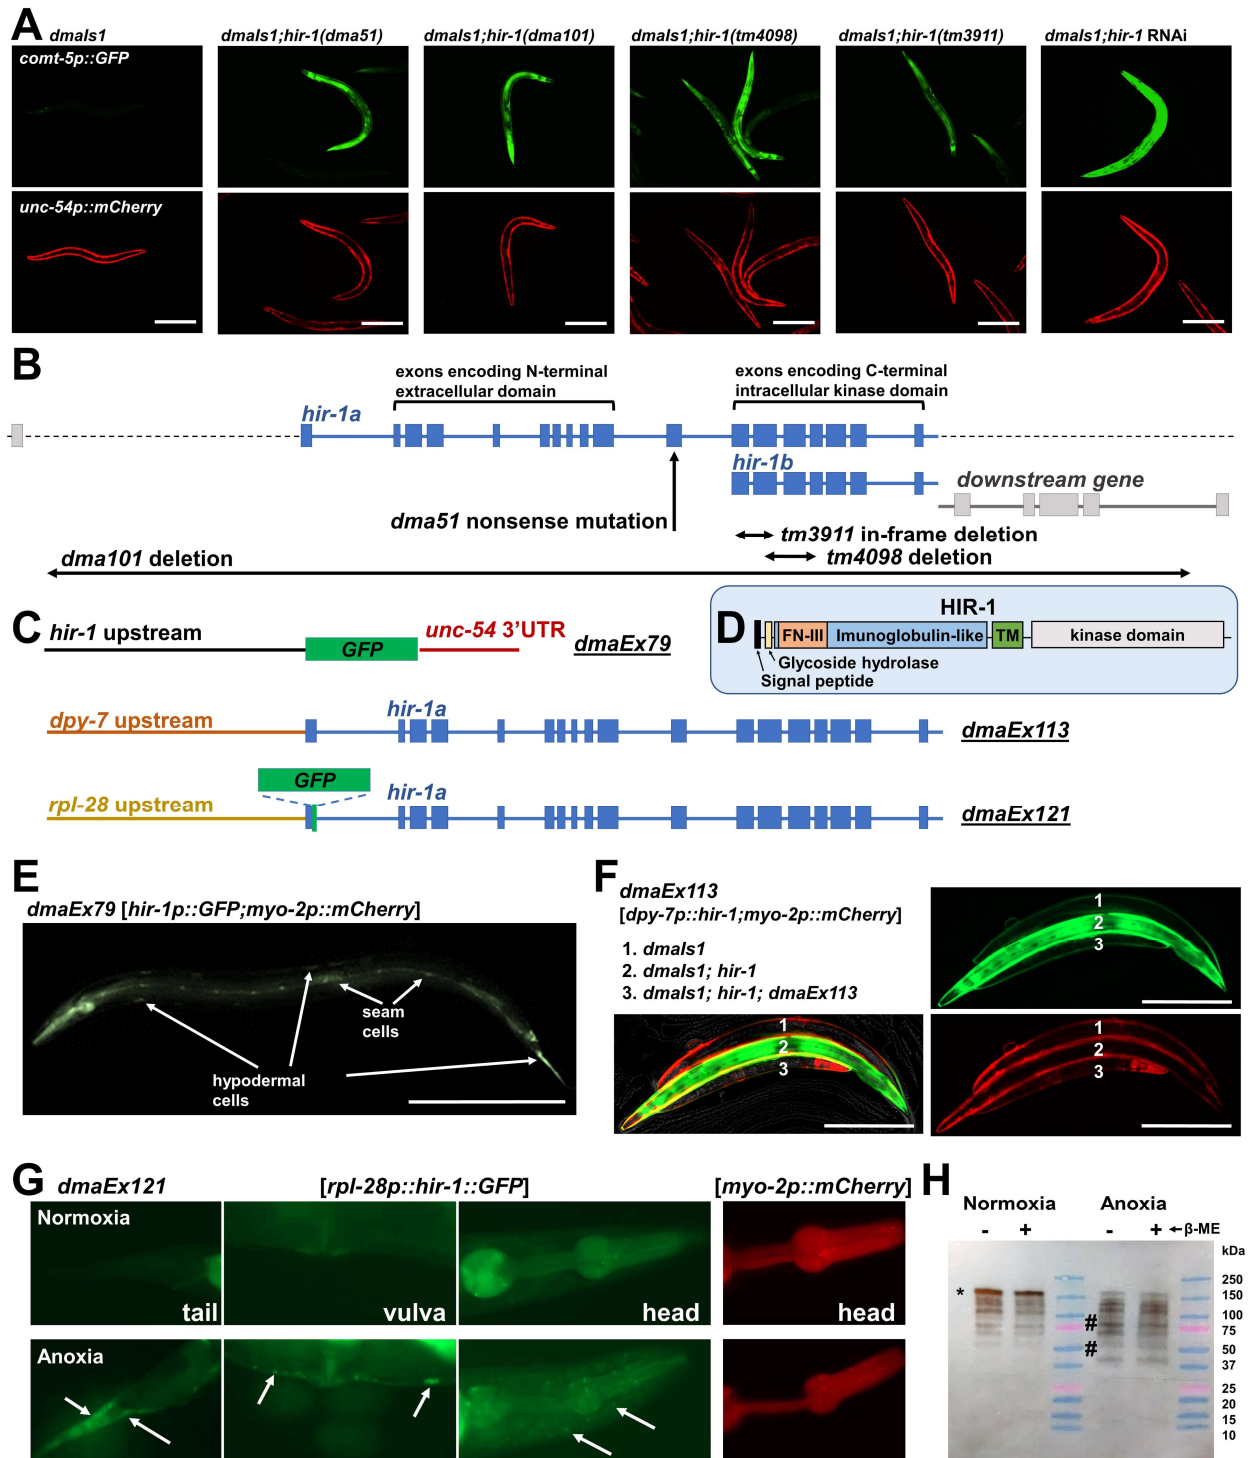 A
dmaIs1
dmaIs1;hir-1(dma51)
dmaIs1;hir-1(dma101)
dmaIs1;hir-1(tm4098)
dmaIs1;hir-1(tm3911)
dmaIs1;hir-1 RNAi
comt-5p::GFP
unc-54p::mCherry
B
exons encoding N-terminal
extracellular domain
exons encoding C-terminal
intracellular kinase domain
hir-1a
hir-1b
downstream gene
dma51 nonsense mutation
tm3911 in-frame deletion
tm4098 deletion
dma101 deletion
C
hir-1 upstream
GFP
unc-54 3'UTR
dmaEx79
dpy-7 upstream
hir-1a
dmaEx113
GFP
rpl-28 upstream
hir-1a
dmaEx121
D
HIR-1
FN-III
Imunoglobulin-like
TM
kinase domain
Glycoside hydrolase
Signal peptide
E
dmaEx79 [hir-1p::GFP;myo-2p::mCherry]
seam
cells
hypodermal
cells
F
dmaEx113
[dpy-7p::hir-1;myo-2p::mCherry]
1. dmaIs1
2. dmaIs1; hir-1
3. dmaIs1; hir-1; dmaEx113
1
2
3
1
2
3
1
2
3
G
dmaEx121
[rpl-28p::hir-1::GFP]
[myo-2p::mCherry]
Normoxia
tail
vulva
head
head
Anoxia
H
Normoxia
Anoxia
- + - + ←β-ME
kDa
250
150
100
75
50
37
25
20
15
10
*
#
#